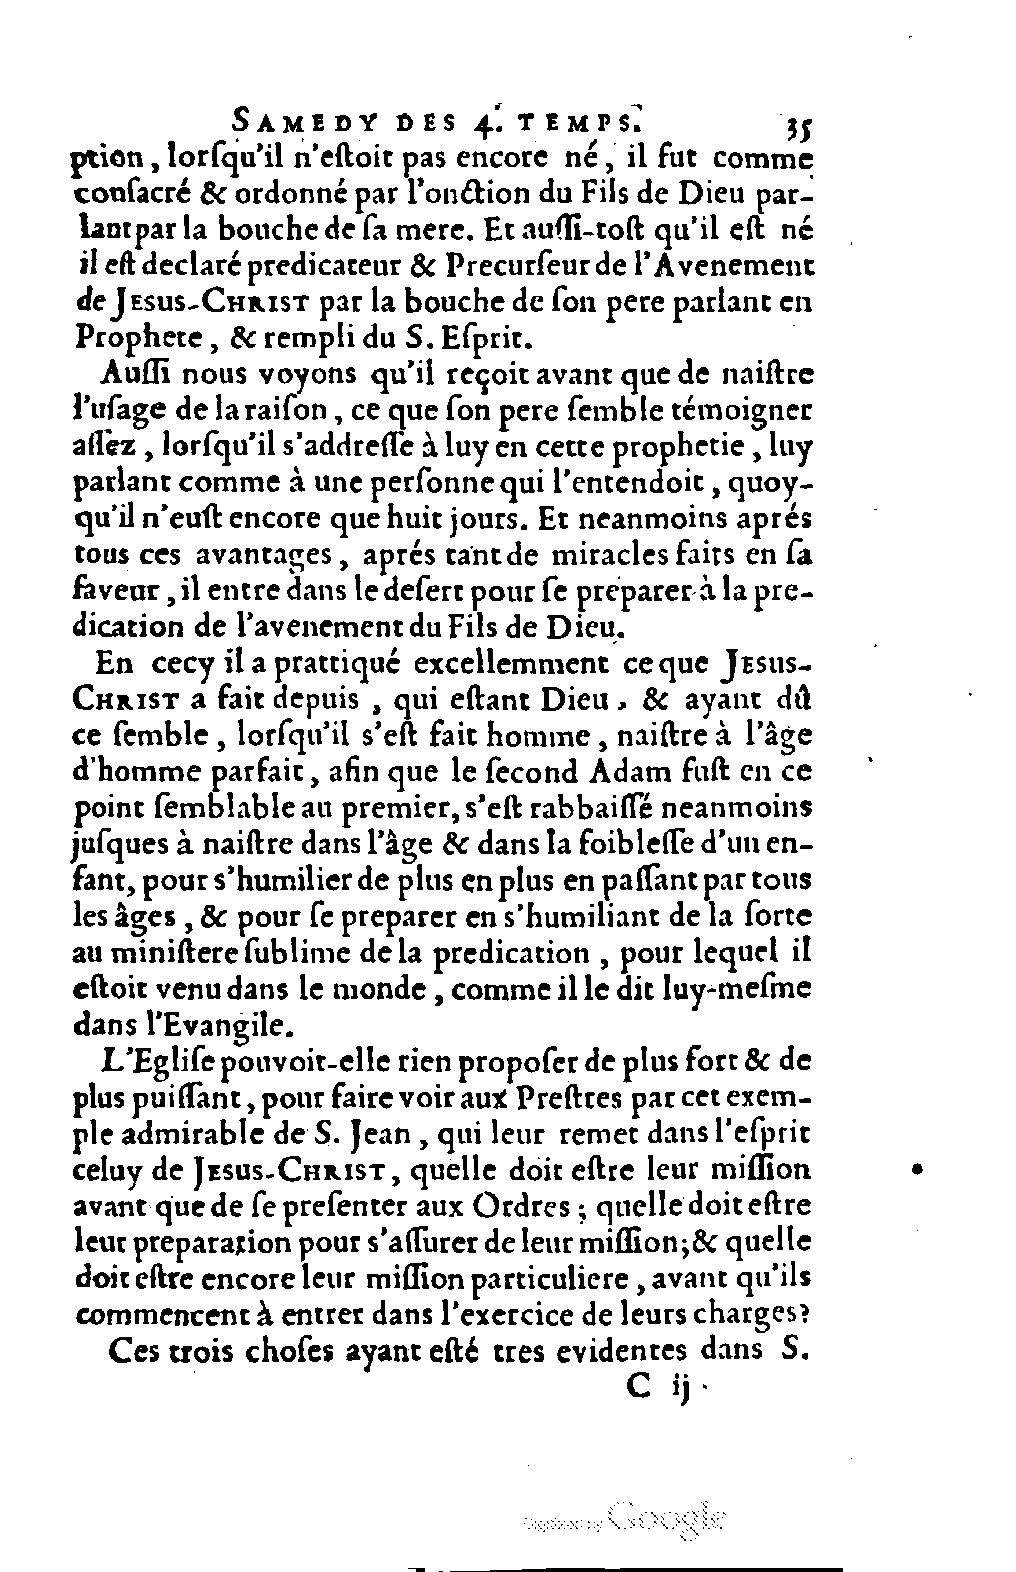 SAMEDY DES 4. TEMPS. 35
ption, lorſqu'il n'eſtoit pas encore né, il fut comme
conſacré & ordonné par l'onction du Fils de Dieu par-
lant par la bouche de ſa mere. Et auſſi-toſt qu'il eſt né
il eſt declaré predicateur & Precurſeur de l'Avenement
de JESUS-CHRIST par la bouche de ſon pere parlant en
Prophete, & rempli du S. Eſprit.
Auſſi nous voyons qu'il reçoit avant que de naiſtre
l'uſage de la raiſon, ce que ſon pere ſemble témoigner
aſſez, lorſqu'il s'addreſſe à luy en cette prophetie, luy
parlant comme à une perſonne qui l'entendoit, quoy-
qu'il n'euſt encore que huit jours. Et neanmoins aprés
tous ces avantages, aprés tant de miracles faits en ſa
faveur, il entre dans le deſert pour ſe preparer à la pre-
dication de l'avenement du Fils de Dieu.
En cecy il a prattiqué excellemment ce que JESUS-
CHRIST a fait depuis, qui eſtant Dieu, & ayant dû
ce ſemble, lorſqu'il s'eſt fait homme, naiſtre à l'âge
d'homme parfait, afin que le ſecond Adam fuſt en ce
point ſemblable au premier, s'eſt rabbaiſſé neanmoins
juſques à naiſtre dans l'âge & dans la foibleſſe d'un en-
fant, pour s'humilier de plus en plus en paſſant par tous
les âges, & pour ſe preparer en s'humiliant de la ſorte
au miniſtere ſublime de la predication, pour lequel il
eſtoit venu dans le monde, comme il le dit luy-meſme
dans l'Evangile.
L'Egliſe pouvoit-elle rien propoſer de plus fort & de
plus puiſſant, pour faire voir aux Preſtres par cet exem-
ple admirable de S. Jean, qui leur remet dans l'eſprit
celuy de JESUS-CHRIST, quelle doit eſtre leur miſſion
avant que de ſe preſenter aux Ordres; quelle doit eſtre
leur preparation pour s'aſſurer de leur miſſion; & quelle
doit eſtre encore leur miſſion particuliere, avant qu'ils
commencent à entrer dans l'exercice de leurs charges?
Ces trois choſes ayant eſté tres evidentes dans S.
C ij
Digitized by Google